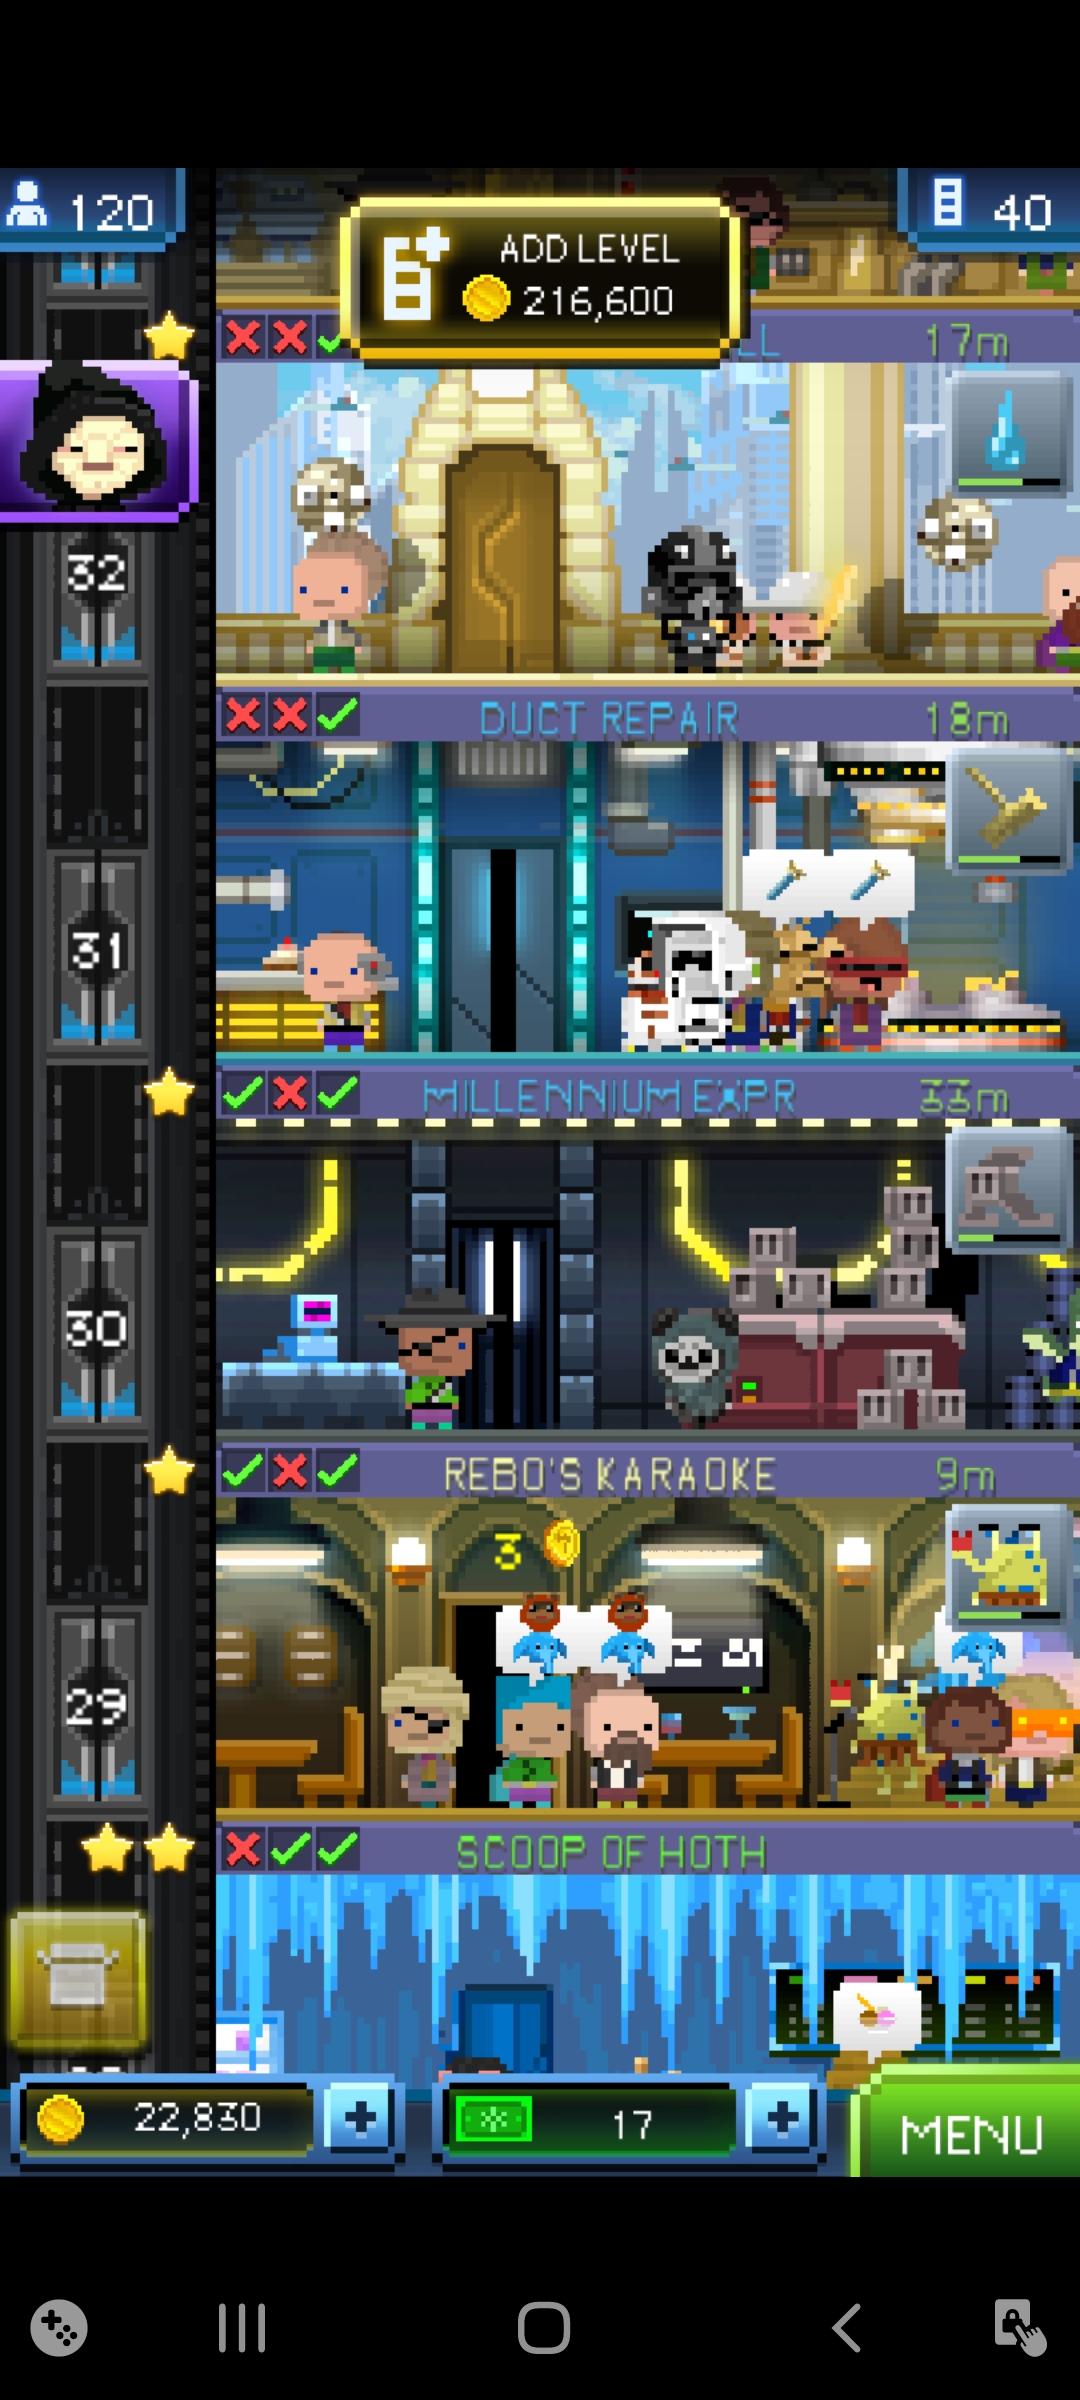 120
ADD LEVEL
216,600
40
LL
17m
32
DUCT REPAIR
18m
31
MILLENNIUM EXPR
33m
30
REBO'S KARAOKE
9m
3
29
SCOOP OF HOTH
22,830
17
MENU